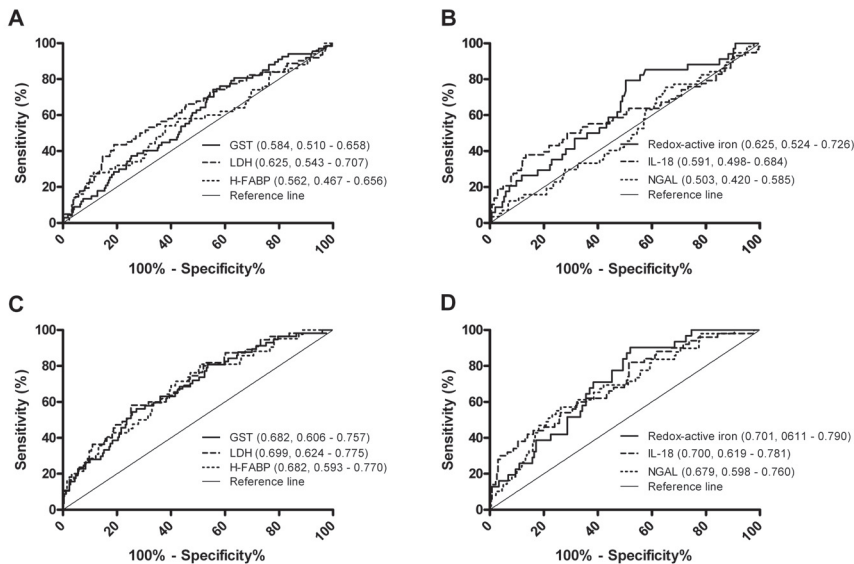 A
Sensitivity (%)
100
80
60
40
20
0
GST (0.584, 0.510 - 0.658)
LDH (0.625, 0.543 - 0.707)
H-FABP (0.562, 0.467 - 0.656)
Reference line
0 20 40 60 80 100
100% - Specificity%
B
Sensitivity (%)
100
80
60
40
20
0
Redox-active iron (0.625, 0.524 - 0.726)
IL-18 (0.591, 0.498- 0.684)
NGAL (0.503, 0.420 - 0.585)
Reference line
0 20 40 60 80 100
100% - Specificity%
C
Sensitivity (%)
100
80
60
40
20
0
GST (0.682, 0.606 - 0.757)
LDH (0.699, 0.624 - 0.775)
H-FABP (0.682, 0.593 - 0.770)
Reference line
0 20 40 60 80 100
100% - Specificity%
D
Sensitivity (%)
100
80
60
40
20
0
Redox-active iron (0.701, 0611 - 0.790)
IL-18 (0.700, 0.619 - 0.781)
NGAL (0.679, 0.598 - 0.760)
Reference line
0 20 40 60 80 100
100% - Specificity%